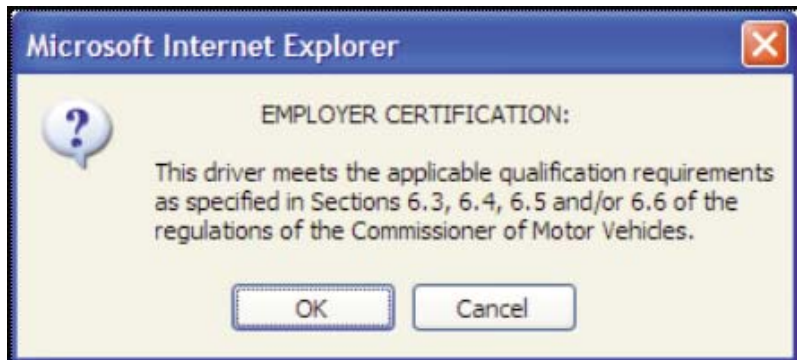 Microsoft Internet Explorer
EMPLOYER CERTIFICATION:
This driver meets the applicable qualification requirements
as specified in Sections 6.3, 6.4, 6.5 and/or 6.6 of the
regulations of the Commissioner of Motor Vehicles.
OK Cancel